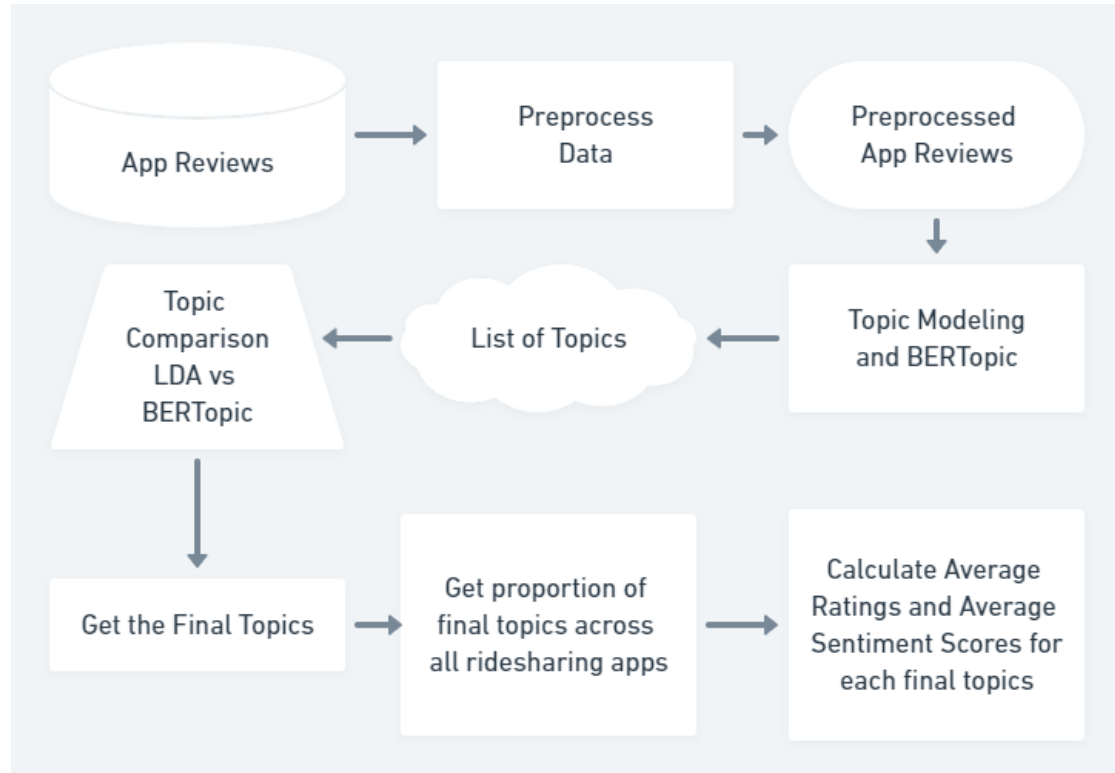 App Reviews
Preprocess
Data
Preprocessed
App Reviews
Topic Modeling
and BERTopic
List of Topics
Topic
Comparison
LDA vs
BERTopic
Get the Final Topics
Get proportion of
final topics across
all ridesharing apps
Calculate Average
Ratings and Average
Sentiment Scores for
each final topics